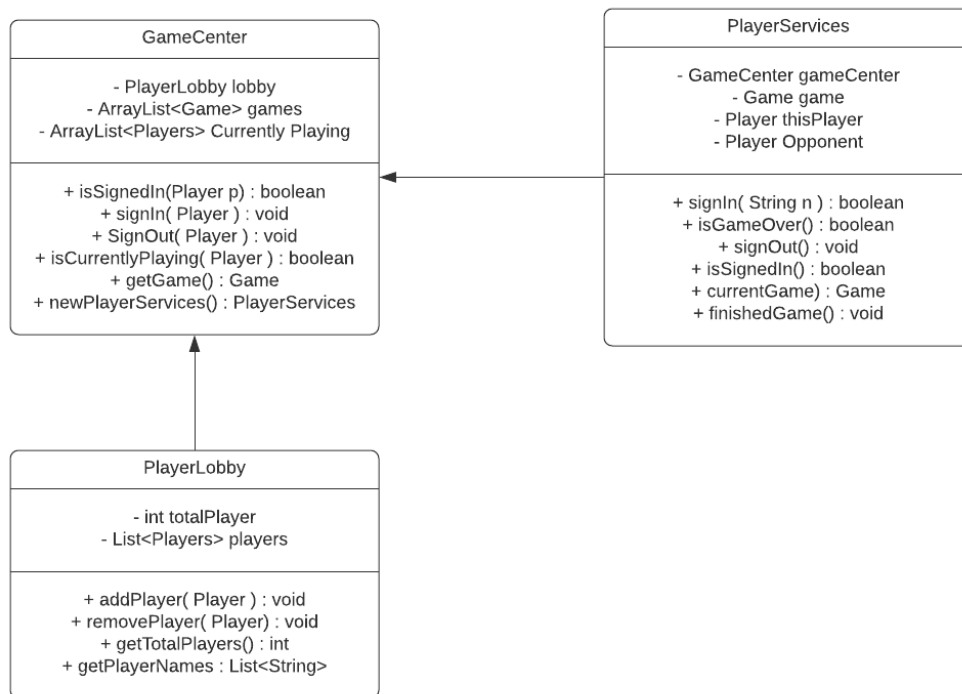 GameCenter
- PlayerLobby lobby
- ArrayList<Game> games
- ArrayList<Players> Currently Playing
+ isSignedIn(Player p) : boolean
+ signIn( Player ) : void
+ SignOut( Player ) : void
+ isCurrentlyPlaying( Player ) : boolean
+ getGame() : Game
+ newPlayerServices() : PlayerServices
PlayerServices
- GameCenter gameCenter
- Game game
- Player thisPlayer
- Player Opponent
+ signIn( String n ) : boolean
+ isGameOver() : boolean
+ signOut() : void
+ isSignedIn() : boolean
+ currentGame) : Game
+ finishedGame() : void
PlayerLobby
- int totalPlayer
- List<Players> players
+ addPlayer( Player ) : void
+ removePlayer( Player) : void
+ getTotalPlayers() : int
+ getPlayerNames : List<String>